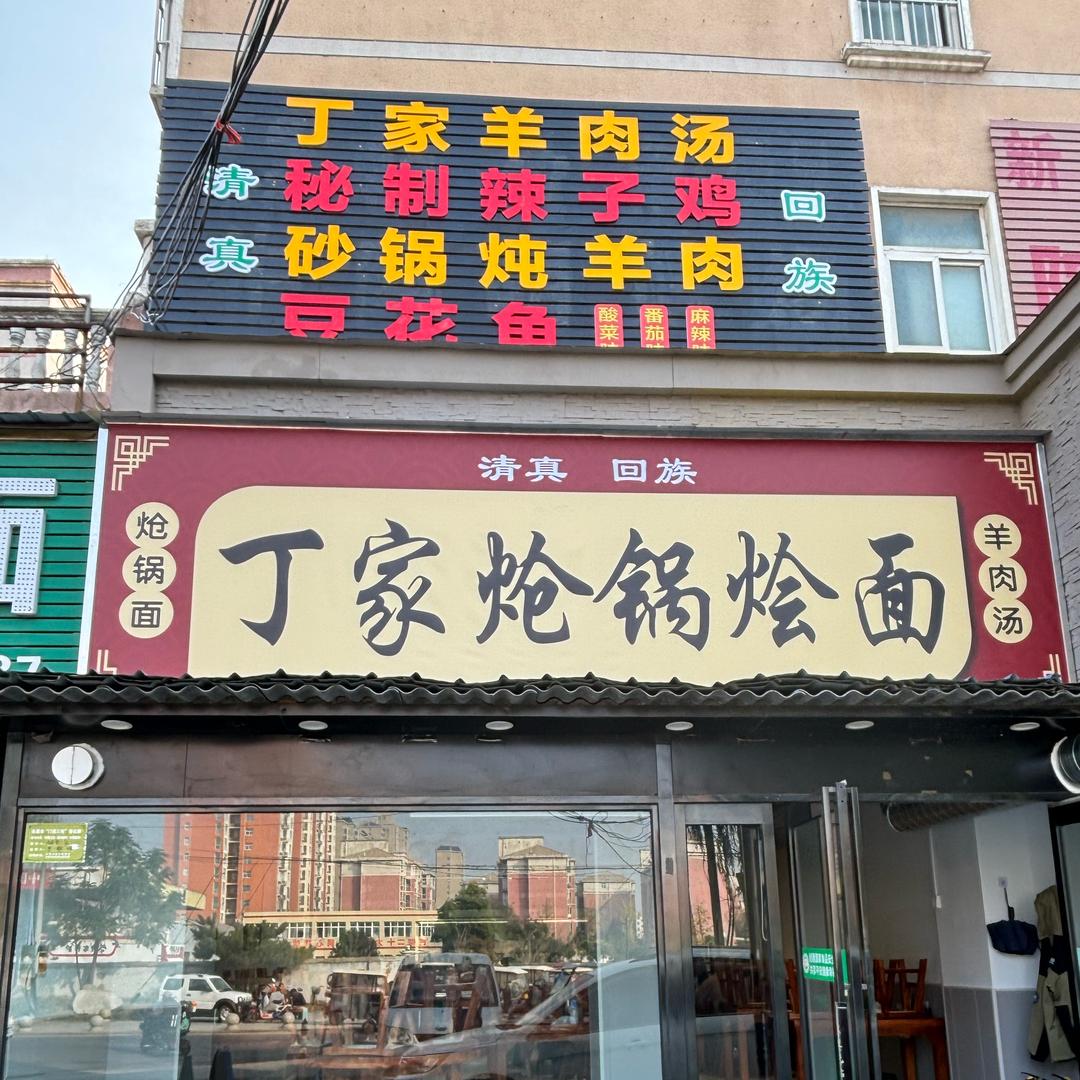 丁家羊肉汤
清真
秘制辣子鸡
回族
砂锅炖羊肉
豆花鱼
酸菜味
番茄味
麻辣味
新
清真 回族
炝锅面
丁家炝锅烩面
羊肉汤
37